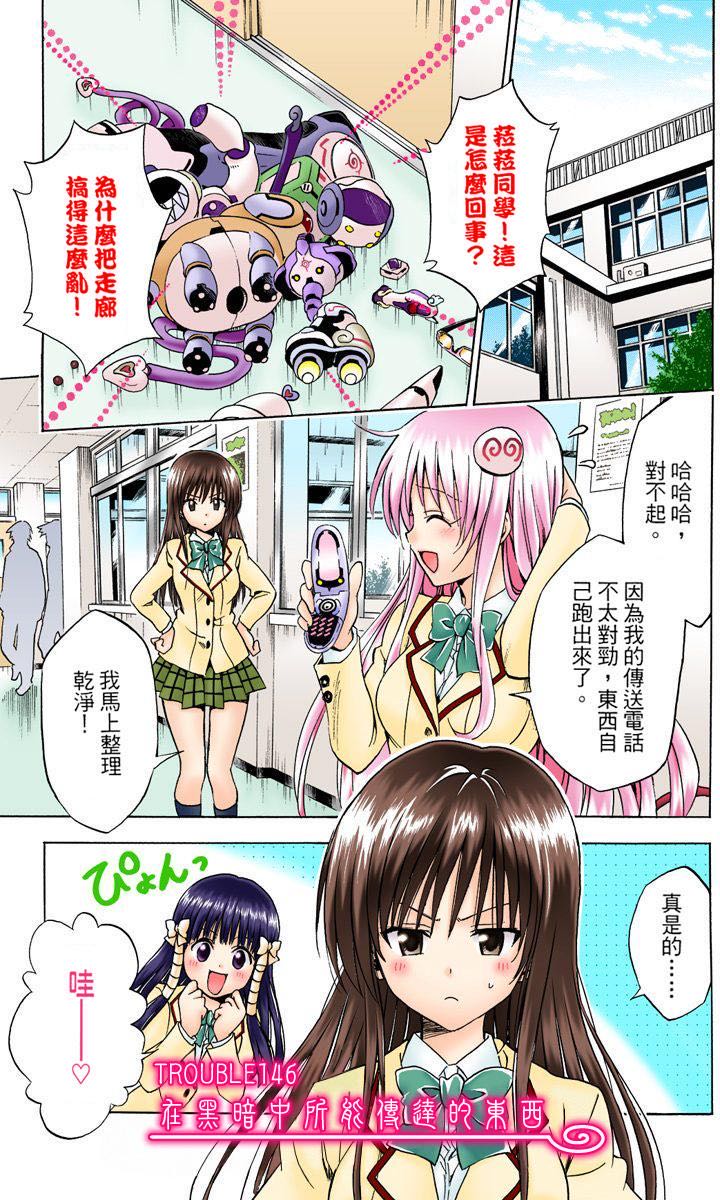 菈菈同學！這
是怎麼回事？
為什麼把走廊
搞得這麼亂！
哈哈哈，
對不起。
因為我的傳送電話
不太對勁，東西自
己跑出來了。
我馬上整理
乾淨！
真是的……
ぴょんっ
哇——♡
TROUBLE146
在黑暗中所能傳達的東西